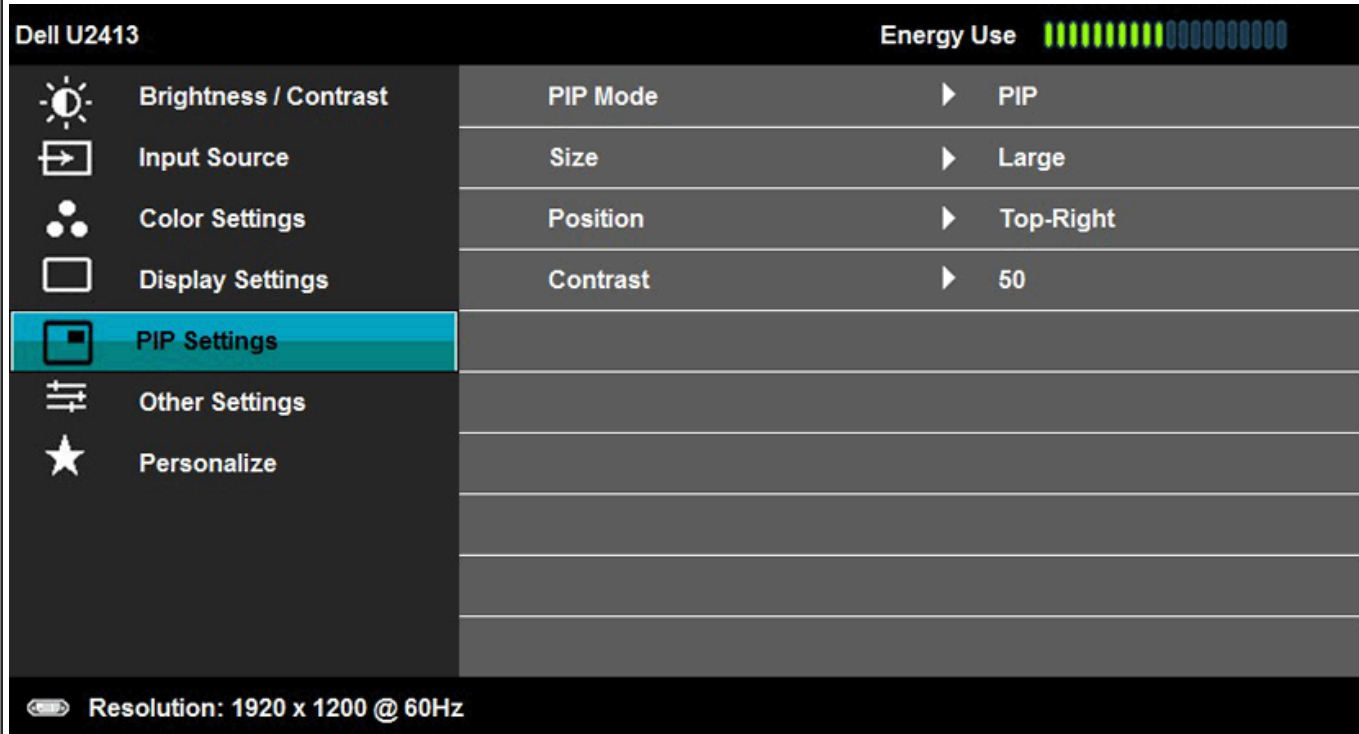 Dell U2413 Energy Use
Brightness / Contrast PIP Mode PIP
Input Source Size Large
Color Settings Position Top-Right
Display Settings Contrast 50
PIP Settings
Other Settings
Personalize
Resolution: 1920 x 1200 @ 60Hz